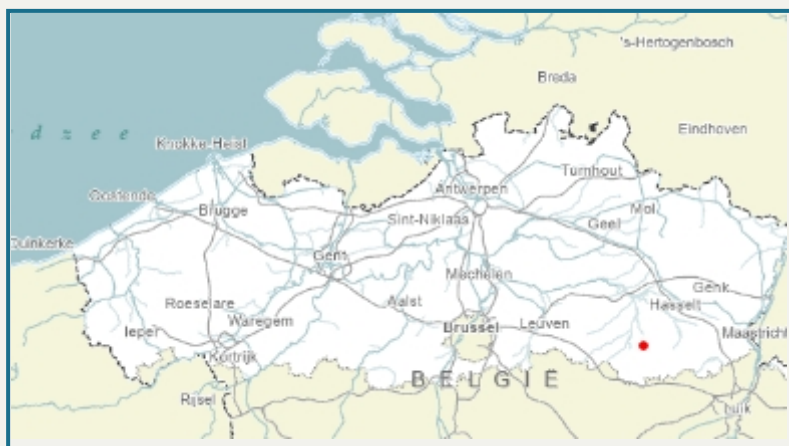 's-Hertogenbosch
Breda
d z e e
Eindhoven
Knokke-Heist
Turnhout
Antwerpen
Oostende
Mol
Brugge
Sint-Niklaas
Geel
Duinkerke
Gent
Mechelen
Genk
Roeselare
Aalst
Hasselt
Waregem
Ieper
Brussel
Leuven
Maastricht
Kortrijk
BELGIË
Rijsel
Luik